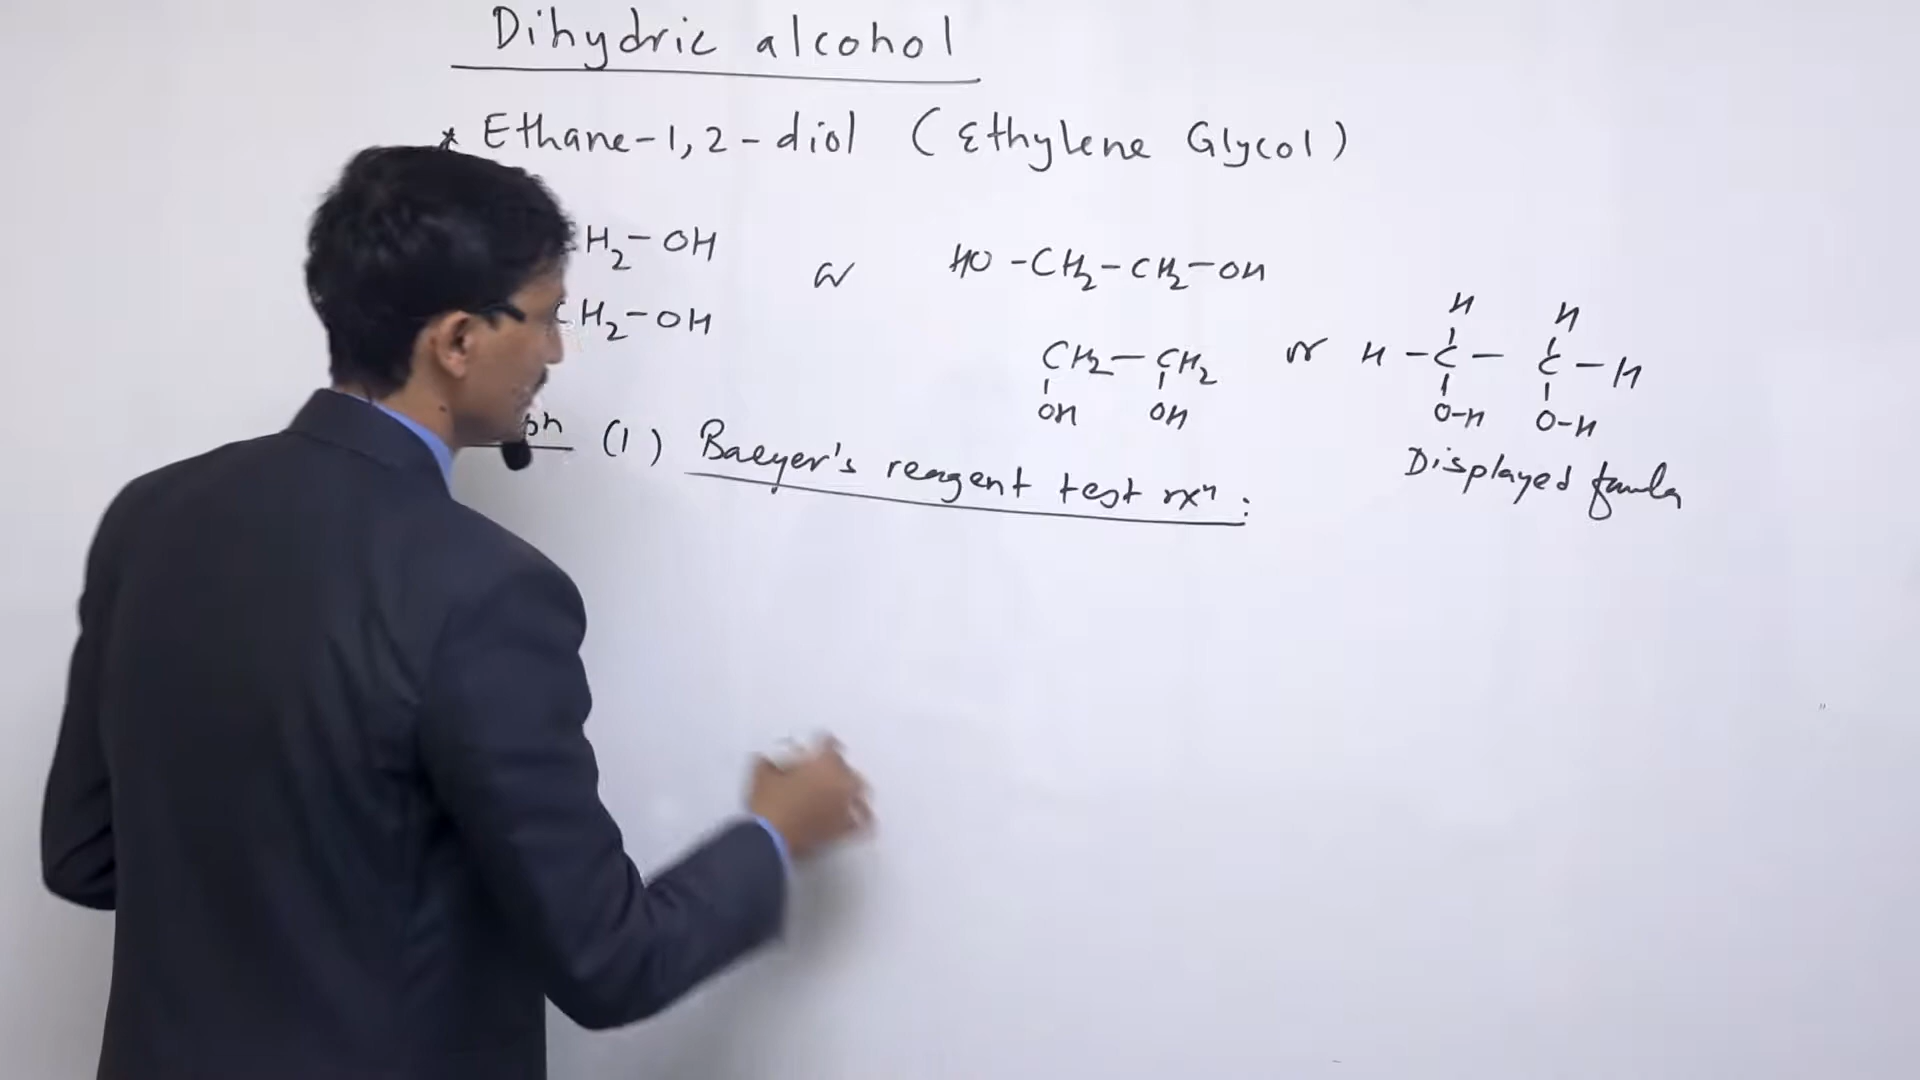 Dihydric alcohol
* Ethane-1,2-diol (Ethylene Glycol)
H2-OH
CH2-OH
or
HO-CH2-CH2-OH
CH2-CH2
OH OH
or
H H
H-C-C-H
O-H O-H
Displayed
(1) Baeyer's reagent test rxn: